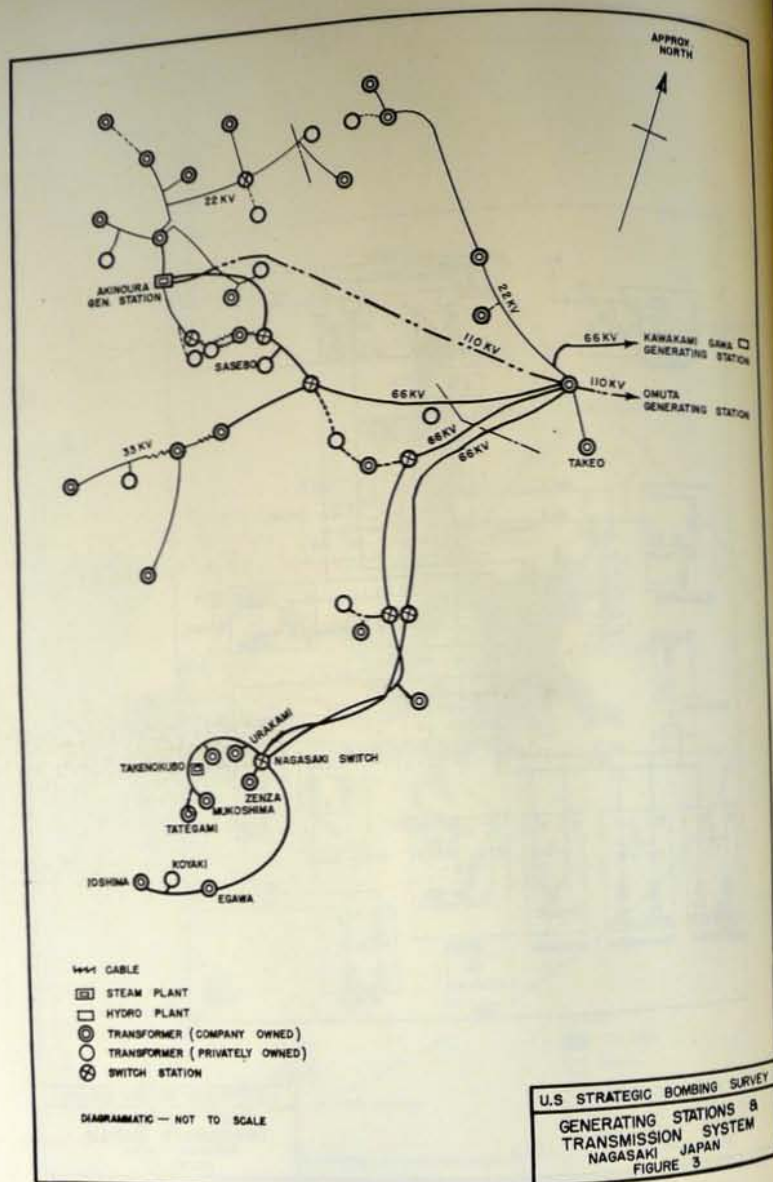 APPROX.
NORTH
22 KV
AKINOURA
GEN. STATION
22 KV
110 KV
66 KV
KAWAKAMI GAWA
GENERATING STATION
SASEBO
66 KV
110 KV
OMUTA
GENERATING STATION
66 KV
66 KV
TAKEO
33 KV
URAKAMI
TAKENOKUBO
NAGASAKI SWITCH
ZENZA
MUKOSHIMA
TATEGAMI
KOYAKI
IOSHIMA
EGAWA
CABLE
STEAM PLANT
HYDRO PLANT
TRANSFORMER (COMPANY OWNED)
TRANSFORMER (PRIVATELY OWNED)
SWITCH STATION
DIAGRAMMATIC — NOT TO SCALE
U.S STRATEGIC BOMBING SURVEY
GENERATING STATIONS &
TRANSMISSION SYSTEM
NAGASAKI JAPAN
FIGURE 3